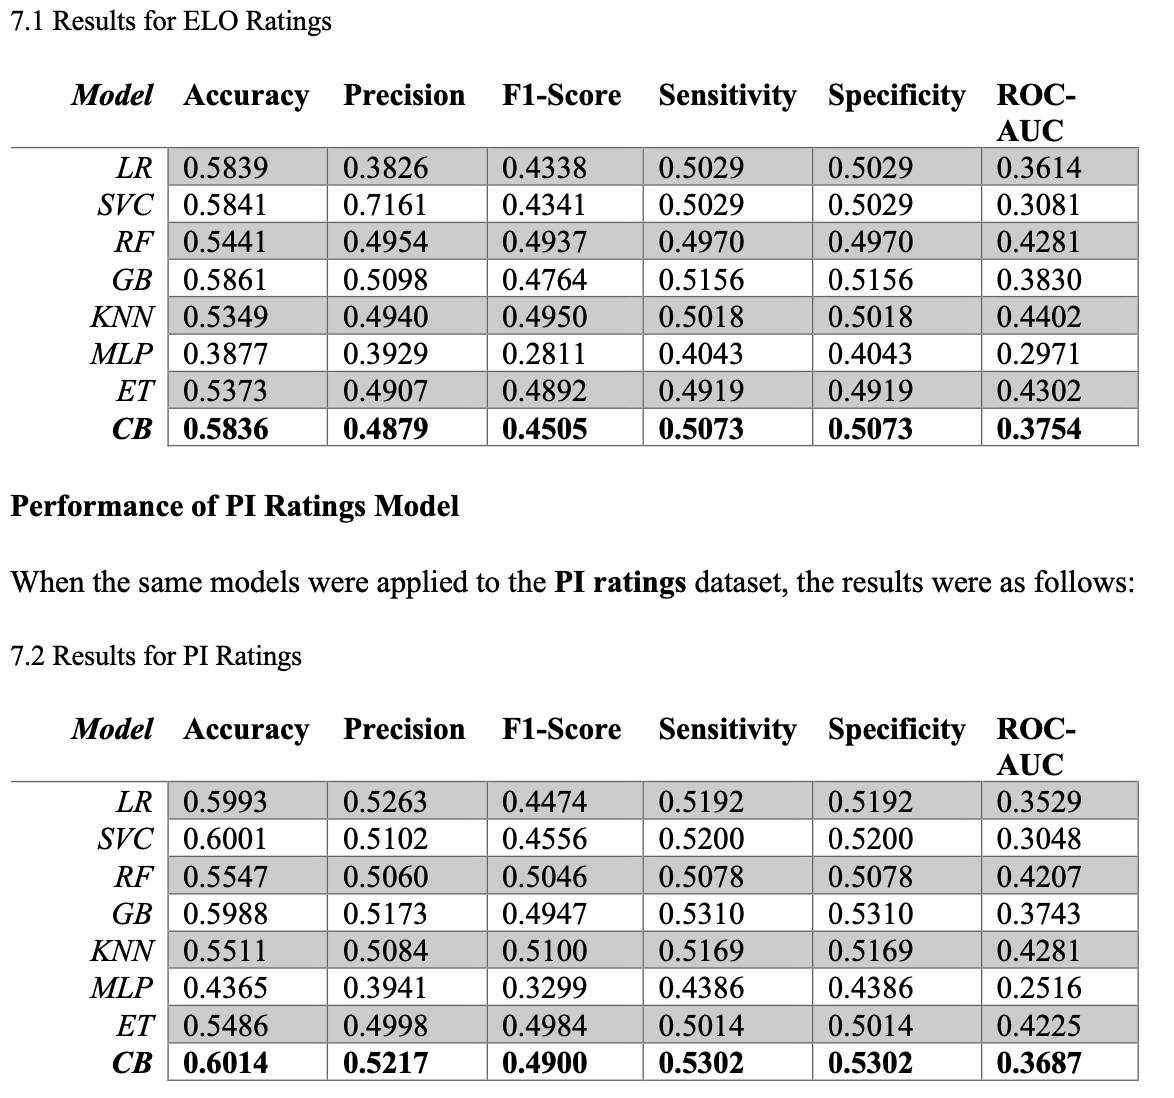 7.1 Results for ELO Ratings
Model Accuracy Precision F1-Score Sensitivity Specificity ROC-
AUC
LR 0.5839 0.3826 0.4338 0.5029 0.5029 0.3614
SVC 0.5841 0.7161 0.4341 0.5029 0.5029 0.3081
RF 0.5441 0.4954 0.4937 0.4970 0.4970 0.4281
GB 0.5861 0.5098 0.4764 0.5156 0.5156 0.3830
KNN 0.5349 0.4940 0.4950 0.5018 0.5018 0.4402
MLP 0.3877 0.3929 0.2811 0.4043 0.4043 0.2971
ET 0.5373 0.4907 0.4892 0.4919 0.4919 0.4302
CB 0.5836 0.4879 0.4505 0.5073 0.5073 0.3754
Performance of PI Ratings Model
When the same models were applied to the PI ratings dataset, the results were as follows:
7.2 Results for PI Ratings
Model Accuracy Precision F1-Score Sensitivity Specificity ROC-
AUC
LR 0.5993 0.5263 0.4474 0.5192 0.5192 0.3529
SVC 0.6001 0.5102 0.4556 0.5200 0.5200 0.3048
RF 0.5547 0.5060 0.5046 0.5078 0.5078 0.4207
GB 0.5988 0.5173 0.4947 0.5310 0.5310 0.3743
KNN 0.5511 0.5084 0.5100 0.5169 0.5169 0.4281
MLP 0.4365 0.3941 0.3299 0.4386 0.4386 0.2516
ET 0.5486 0.4998 0.4984 0.5014 0.5014 0.4225
CB 0.6014 0.5217 0.4900 0.5302 0.5302 0.3687